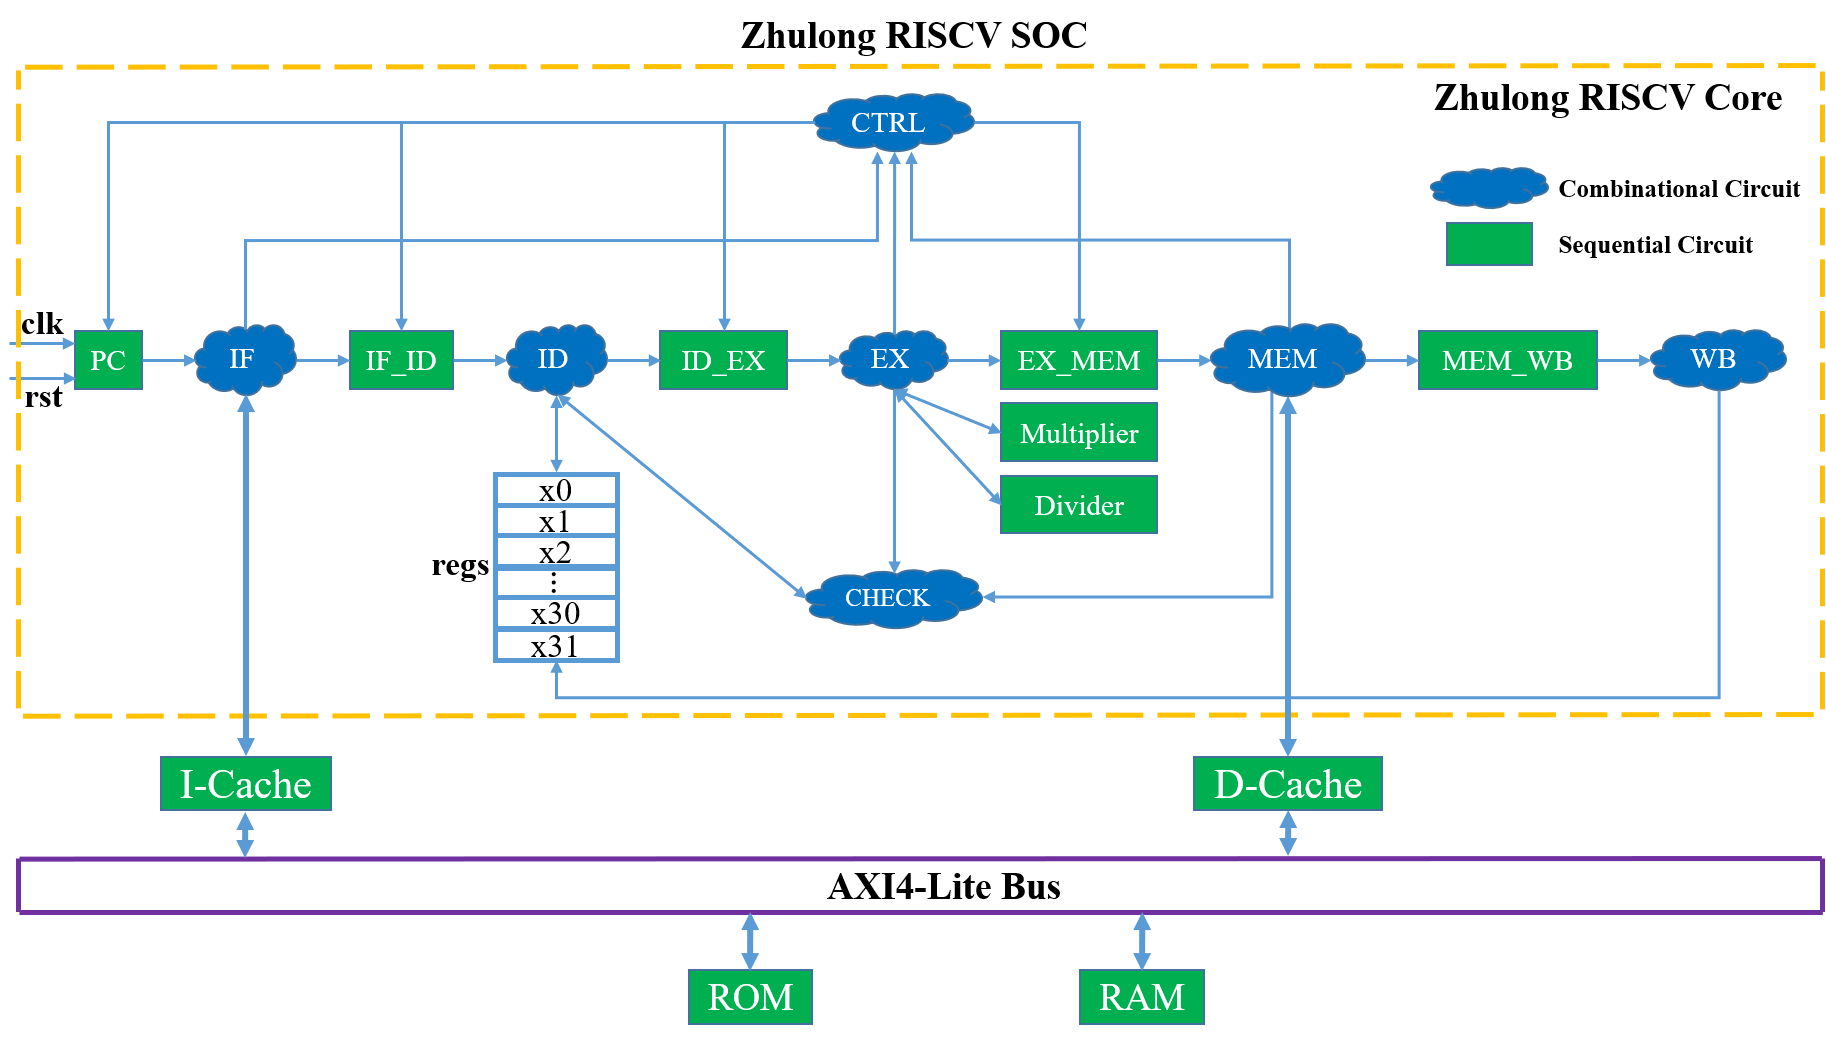 Zhulong RISCV SOC
Zhulong RISCV Core
CTRL
Combinational Circuit
Sequential Circuit
clk
rst
PC
IF
IF_ID
ID
ID_EX
EX
EX_MEM
MEM
MEM_WB
WB
Multiplier
Divider
regs
x0
x1
x2
⋮
x30
x31
CHECK
I-Cache
D-Cache
AXI4-Lite Bus
ROM
RAM